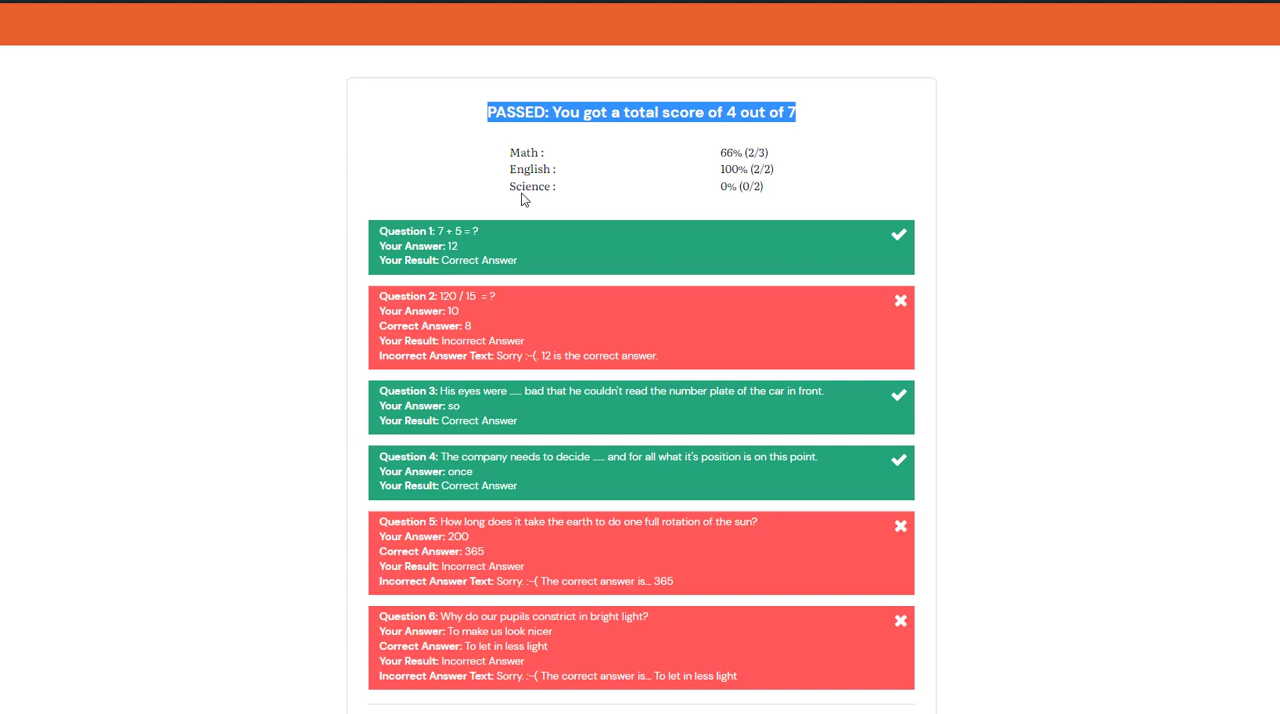 PASSED: You got a total score of 4 out of 7
Math : 66% (2/3)
English : 100% (2/2)
Science : 0% (0/2)
Question 1: 7 + 5 = ?
Your Answer: 12
Your Result: Correct Answer
Question 2: 120 / 15 = ?
Your Answer: 10
Correct Answer: 8
Your Result: Incorrect Answer
Incorrect Answer Text: Sorry :-(. 12 is the correct answer.
Question 3: His eyes were ...... bad that he couldn't read the number plate of the car in front.
Your Answer: so
Your Result: Correct Answer
Question 4: The company needs to decide ...... and for all what it's position is on this point.
Your Answer: once
Your Result: Correct Answer
Question 5: How long does it take the earth to do one full rotation of the sun?
Your Answer: 200
Correct Answer: 365
Your Result: Incorrect Answer
Incorrect Answer Text: Sorry. :-( The correct answer is... 365
Question 6: Why do our pupils constrict in bright light?
Your Answer: To make us look nicer
Correct Answer: To let in less light
Your Result: Incorrect Answer
Incorrect Answer Text: Sorry. :-( The correct answer is... To let in less light